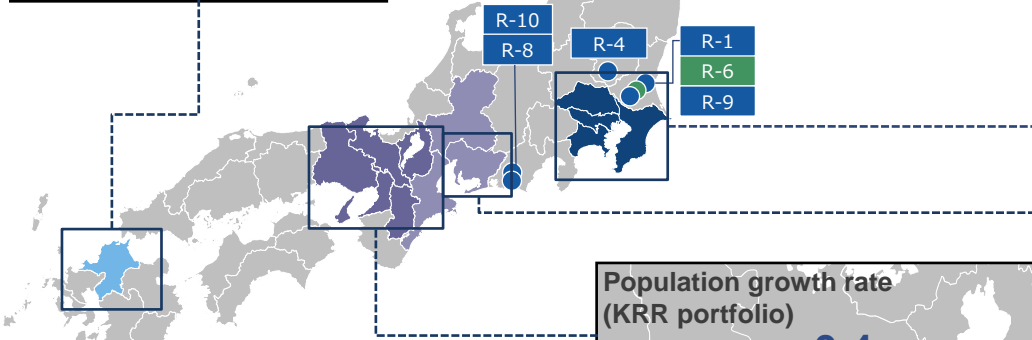 R-10
R-8
R-4
R-1
R-6
R-9
Population growth rate
(KRR portfolio)